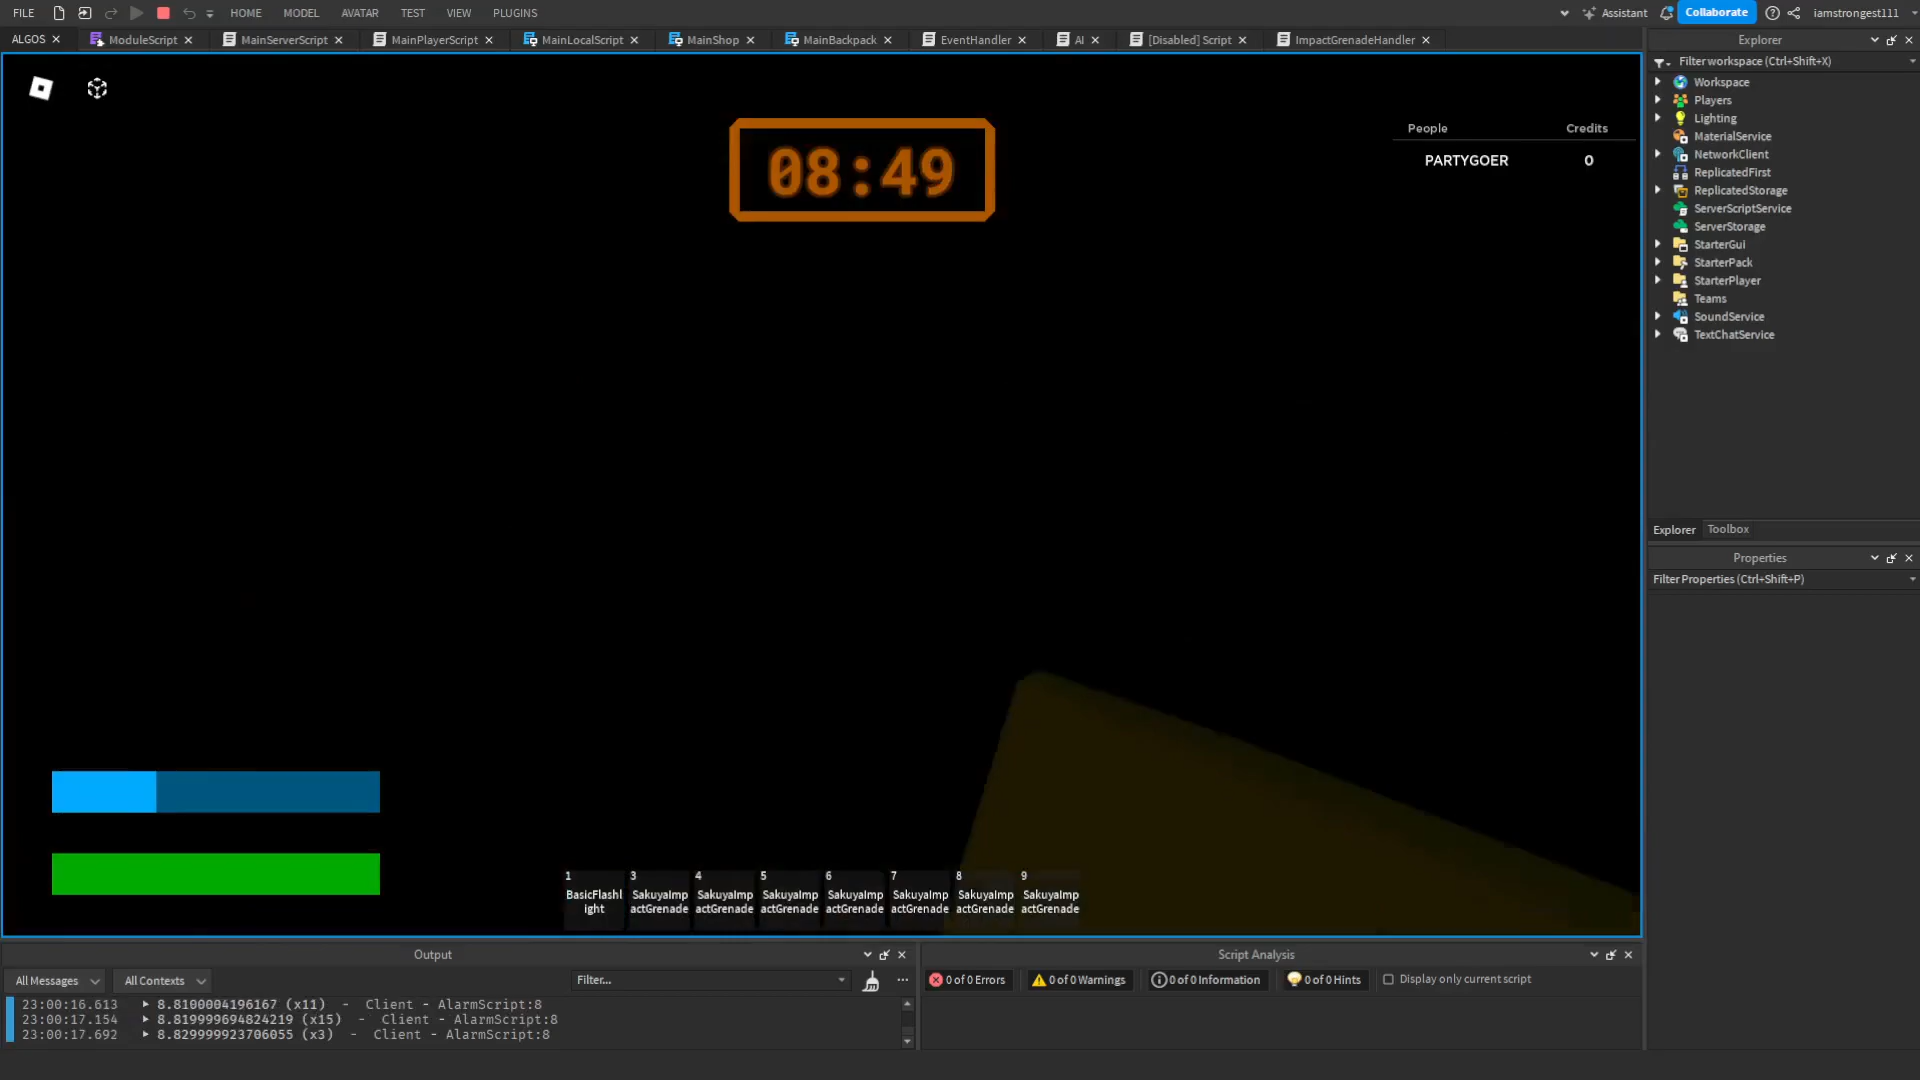 FILE HOME MODEL AVATAR TEST VIEW PLUGINS Assistant Collaborate iamstrongest111
ALGOS ModuleScript MainServerScript MainPlayerScript MainLocalScript MainShop MainBackpack EventHandler AI [Disabled] Script ImpactGrenadeHandler
08:49
People Credits
PARTYGOER 0
1 3 4 5 6 7 8 9
BasicFlashl SakuyaImp SakuyaImp SakuyaImp SakuyaImp SakuyaImp SakuyaImp SakuyaImp
ight actGrenade actGrenade actGrenade actGrenade actGrenade actGrenade actGrenade
Explorer
Filter workspace (Ctrl+Shift+X)
Workspace
Players
Lighting
MaterialService
NetworkClient
ReplicatedFirst
ReplicatedStorage
ServerScriptService
ServerStorage
StarterGui
StarterPack
StarterPlayer
Teams
SoundService
TextChatService
Explorer Toolbox
Properties
Filter Properties (Ctrl+Shift+P)
Output
All Messages All Contexts Filter... ...
23:00:16.613 8.8100004196167 (x11) - Client - AlarmScript:8
23:00:17.154 8.819999694824219 (x15) - Client - AlarmScript:8
23:00:17.692 8.829999923706055 (x3) - Client - AlarmScript:8
Script Analysis
0 of 0 Errors 0 of 0 Warnings 0 of 0 Information 0 of 0 Hints Display only current script